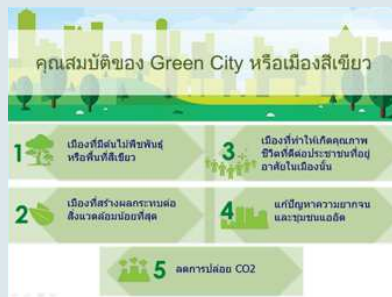 คุณสมบัติของ Green City หรือเมืองสีเขียว
1
เมืองที่มีต้นไม้พืชพันธุ์
หรือพื้นที่สีเขียว
2
เมืองที่สร้างผลกระทบต่อ
สิ่งแวดล้อมน้อยที่สุด
3
เมืองที่ทำให้เกิดคุณภาพ
ชีวิตที่ดีต่อประชาชนที่อยู่
อาศัยในเมืองนั้น
4
แก้ปัญหาความยากจน
และชุมชนแออัด
5
ลดการปล่อย CO2